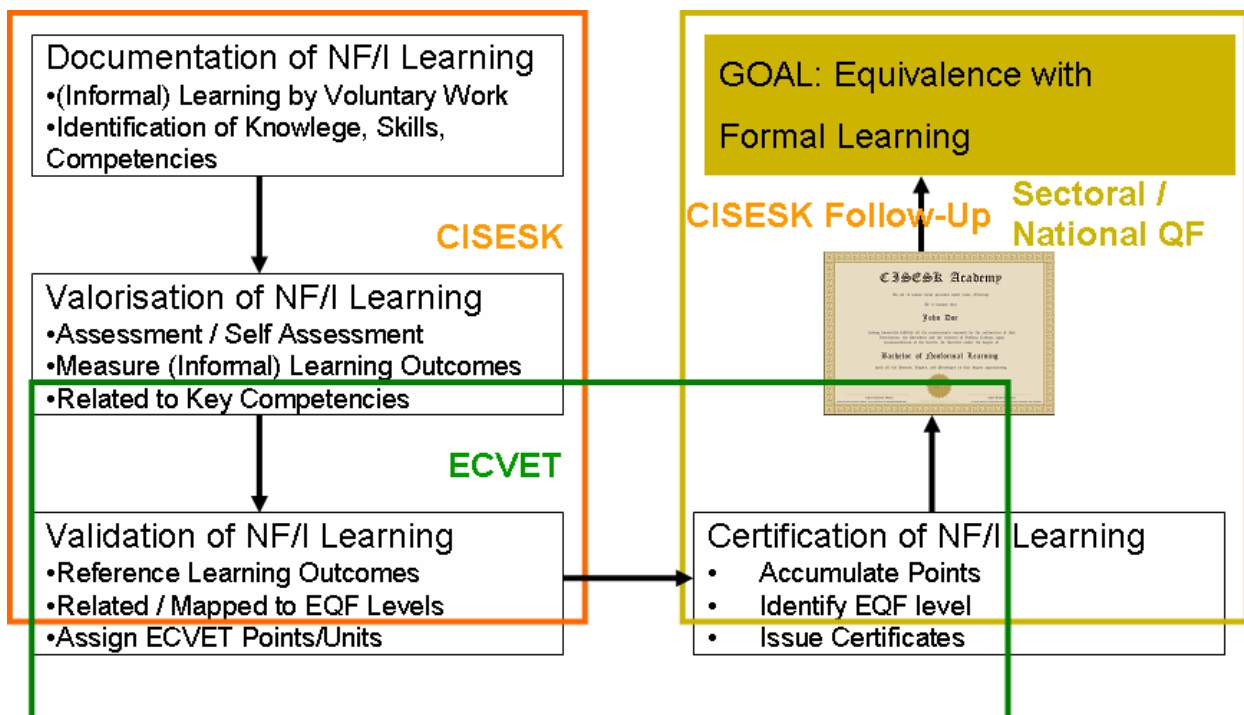 Documentation of NF/I Learning
•(Informal) Learning by Voluntary Work
•Identification of Knowlege, Skills,
Competencies
CISESK
Valorisation of NF/I Learning
•Assessment / Self Assessment
•Measure (Informal) Learning Outcomes
•Related to Key Competencies
ECVET
Validation of NF/I Learning
•Reference Learning Outcomes
•Related / Mapped to EQF Levels
•Assign ECVET Points/Units
GOAL: Equivalence with
Formal Learning
CISESK Follow-Up
Sectoral /
National QF
CISESK Academy
John Doe
Bachelor of Nonformal Learning
Certification of NF/I Learning
• Accumulate Points
• Identify EQF level
• Issue Certificates